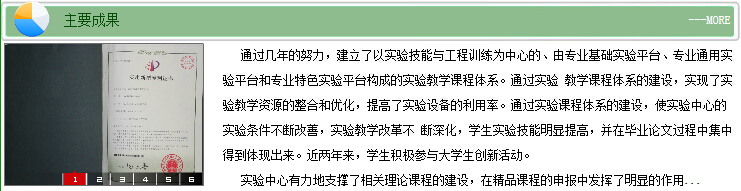 主要成果
---MORE
实用新型专利证书
1 2 3 4 5 6
通过几年的努力，建立了以实验技能与工程训练为中心的、由专业基础实验平台、专业通用实
验平台和专业特色实验平台构成的实验教学课程体系。通过实验 教学课程体系的建设，实现了实
验教学资源的整合和优化，提高了实验设备的利用率。通过实验课程体系的建设，使实验中心的
实验条件不断改善，实验教学改革不 断深化，学生实验技能明显提高，并在毕业论文过程中集中
得到体现出来。近两年来，学生积极参与大学生创新活动。
实验中心有力地支撑了相关理论课程的建设，在精品课程的申报中发挥了明显的作用...